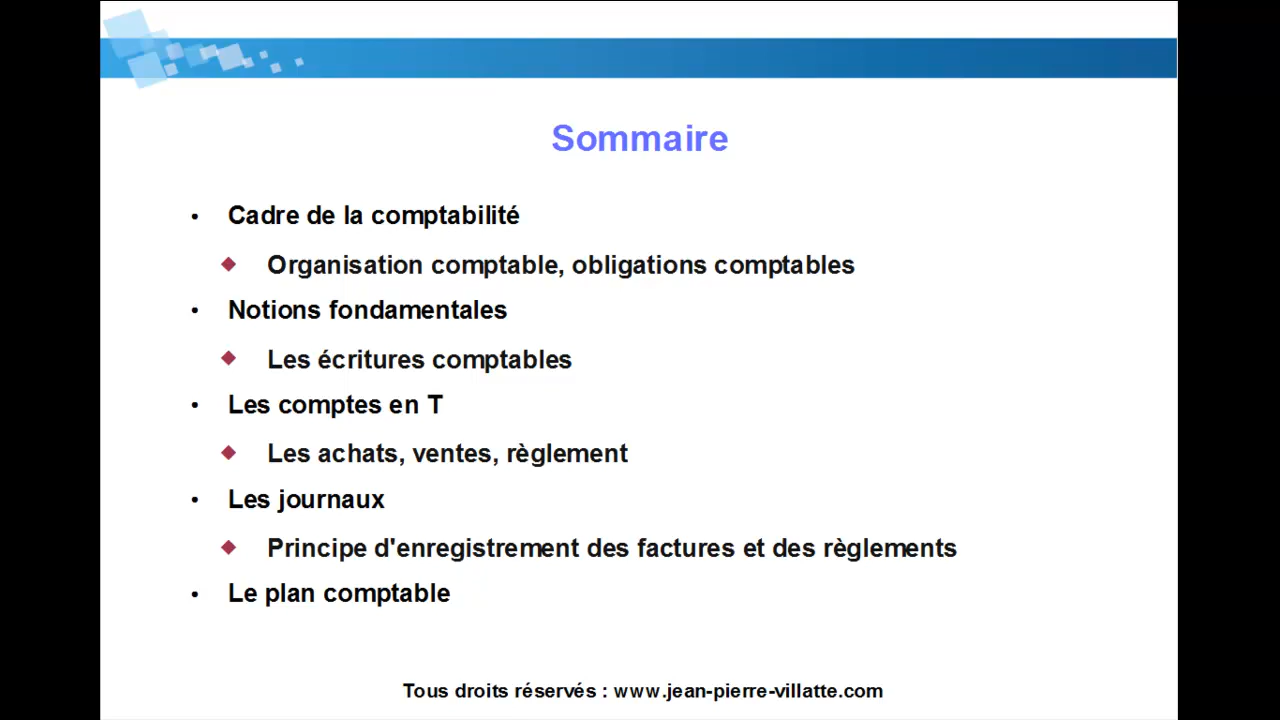 Sommaire
• Cadre de la comptabilité
◆ Organisation comptable, obligations comptables
• Notions fondamentales
◆ Les écritures comptables
• Les comptes en T
◆ Les achats, ventes, règlement
• Les journaux
◆ Principe d'enregistrement des factures et des règlements
• Le plan comptable
Tous droits réservés : www.jean-pierre-villatte.com